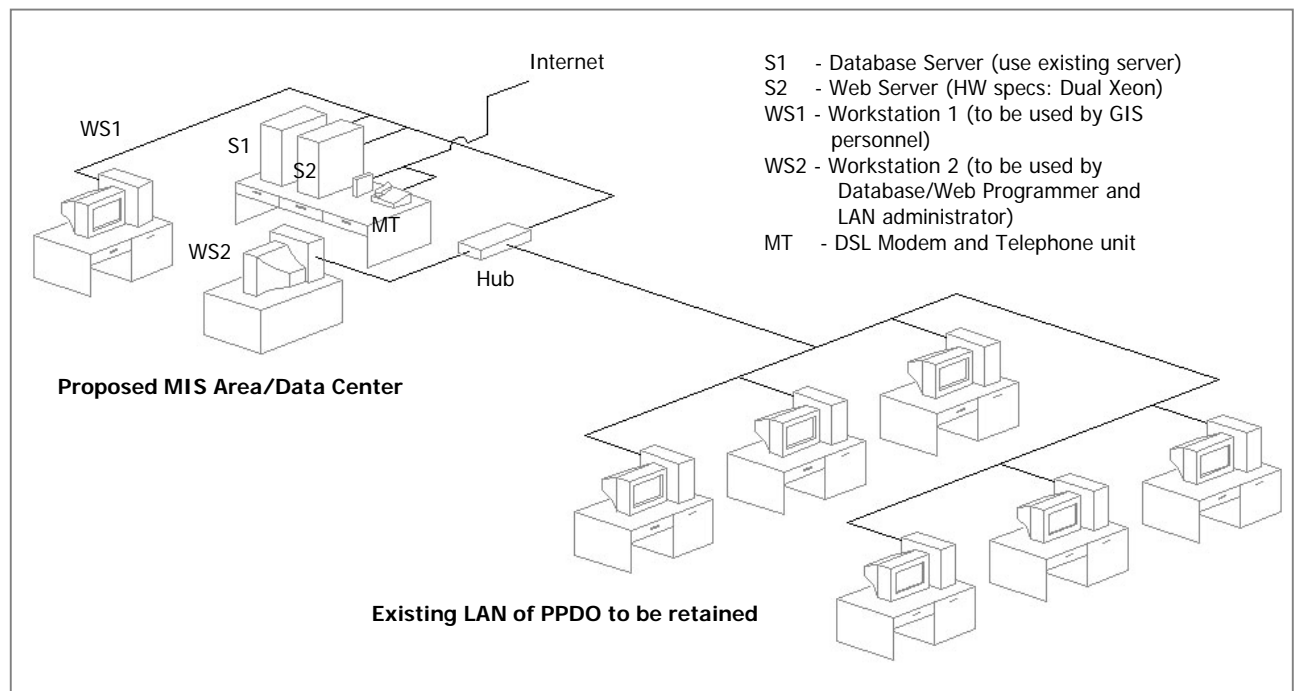 Internet
WS1
S1
S2
MT
WS2
Hub
S1 - Database Server (use existing server)
S2 - Web Server (HW specs: Dual Xeon)
WS1 - Workstation 1 (to be used by GIS
personnel)
WS2 - Workstation 2 (to be used by
Database/Web Programmer and
LAN administrator)
MT - DSL Modem and Telephone unit
Proposed MIS Area/Data Center
Existing LAN of PPDO to be retained